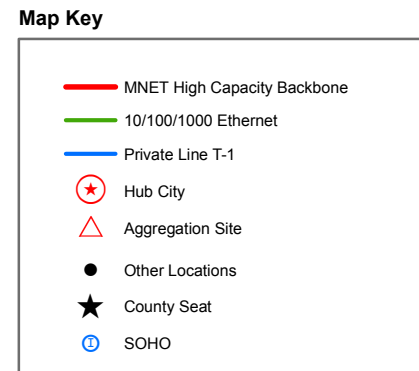 Map Key
MNET High Capacity Backbone
10/100/1000 Ethernet
Private Line T-1
Hub City
Aggregation Site
Other Locations
County Seat
I SOHO